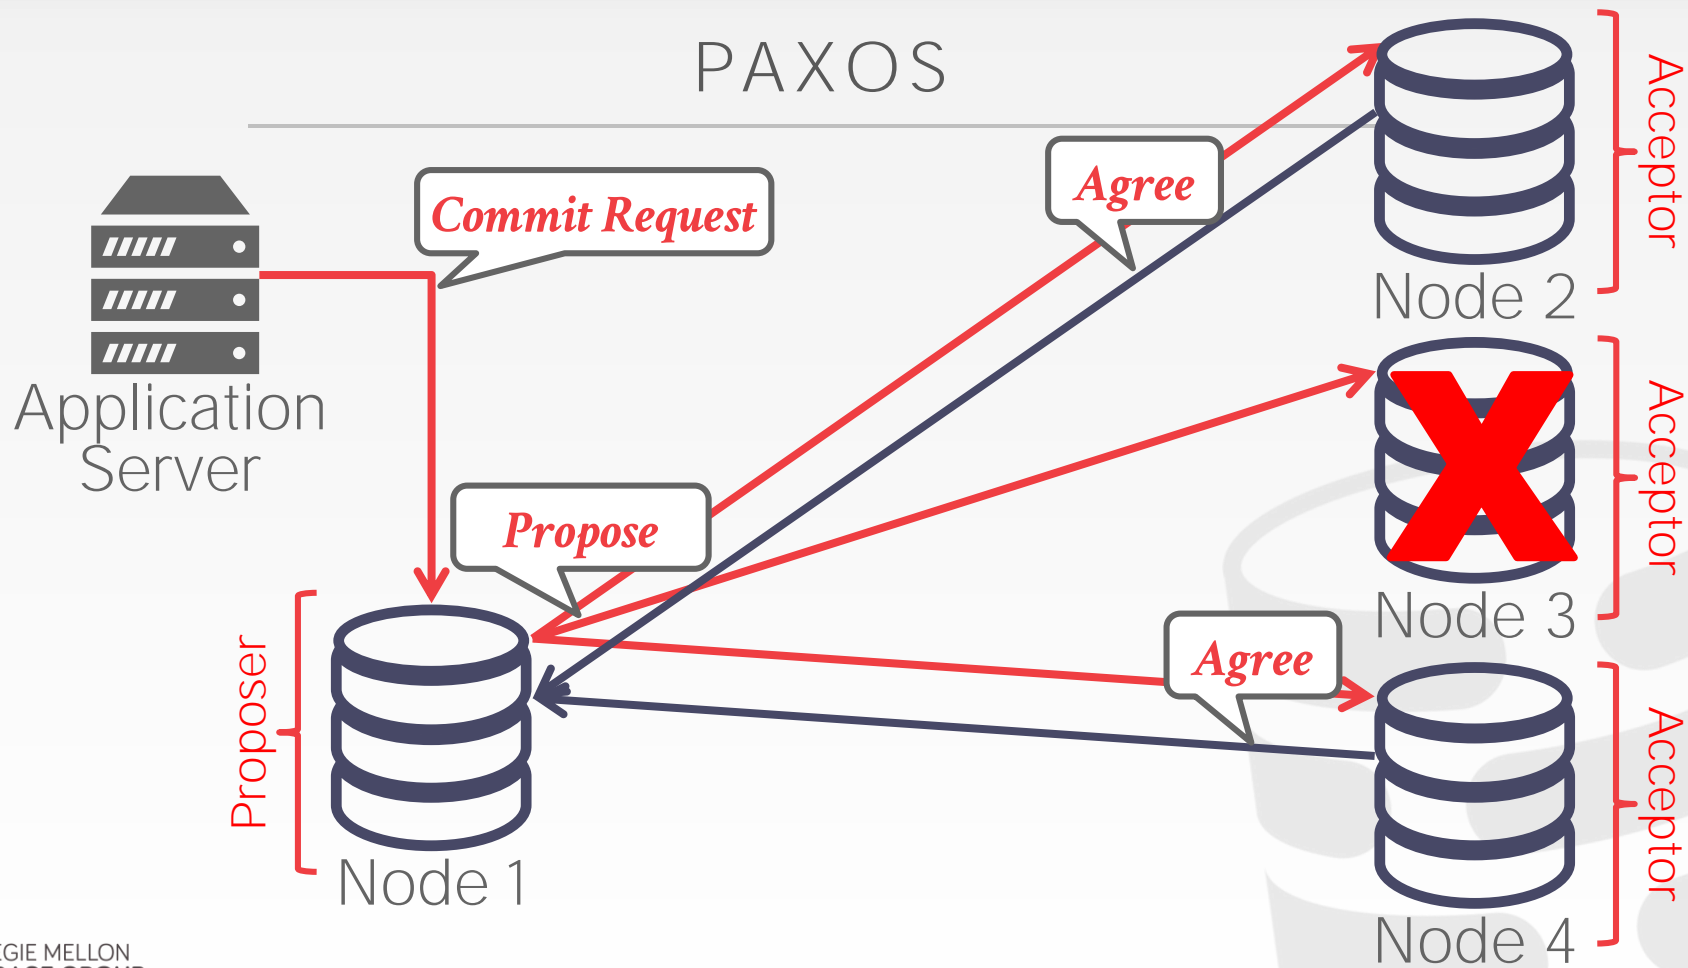 PAXOS
Commit Request
Agree
Acceptor
Node 2
Application
Server
Acceptor
Propose
Node 3
Agree
Proposer
Acceptor
Node 1
Node 4
MELLON